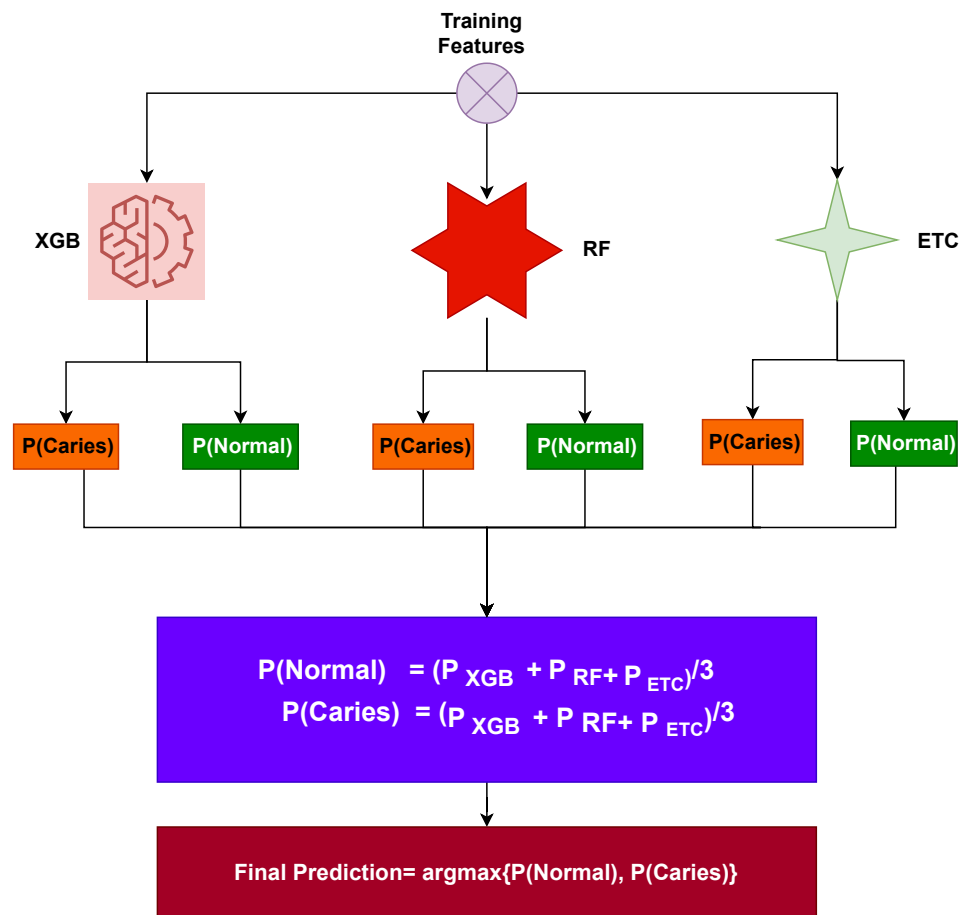 Training
Features
XGB
RF
ETC
P(Caries)
P(Normal)
P(Caries)
P(Normal)
P(Caries)
P(Normal)
P(Normal) = (P XGB + P RF+ P ETC)/3
P(Caries) = (P XGB + P RF+ P ETC)/3
Final Prediction= argmax{P(Normal), P(Caries)}